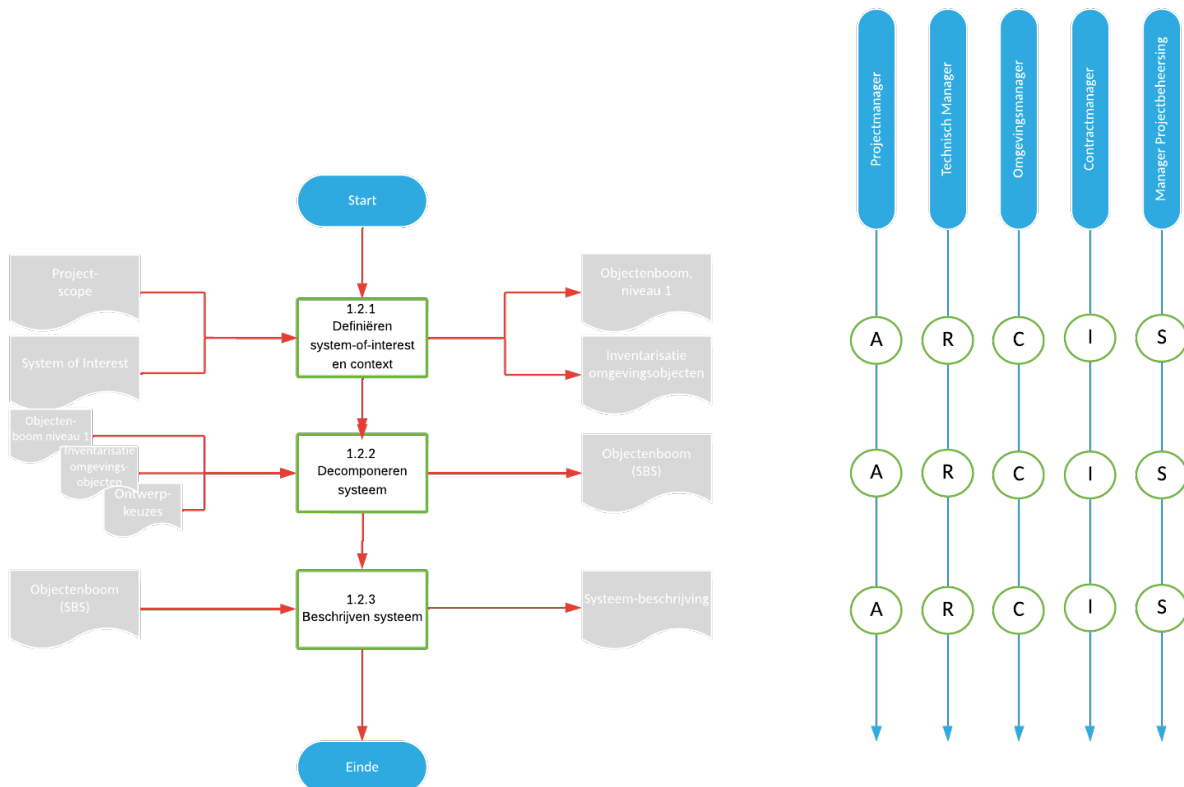 Projectmanager
Technisch Manager
Omgevingsmanager
Contractmanager
Manager Projectbeheersing
Start
Project-
scope
System of Interest
1.2.1
Definiëren
system-of-interest
en context
Objectenboom,
niveau 1
Inventarisatie
omgevingsobjecten
A
R
C
I
S
Objecten-
boom niveau 1
Inventarisatie
omgevings-
objecten
Ontwerp-
keuzes
1.2.2
Decomponeren
systeem
Objectenboom
(SBS)
A
R
C
I
S
Objectenboom
(SBS)
1.2.3
Beschrijven systeem
Systeem-beschrijving
A
R
C
I
S
Einde